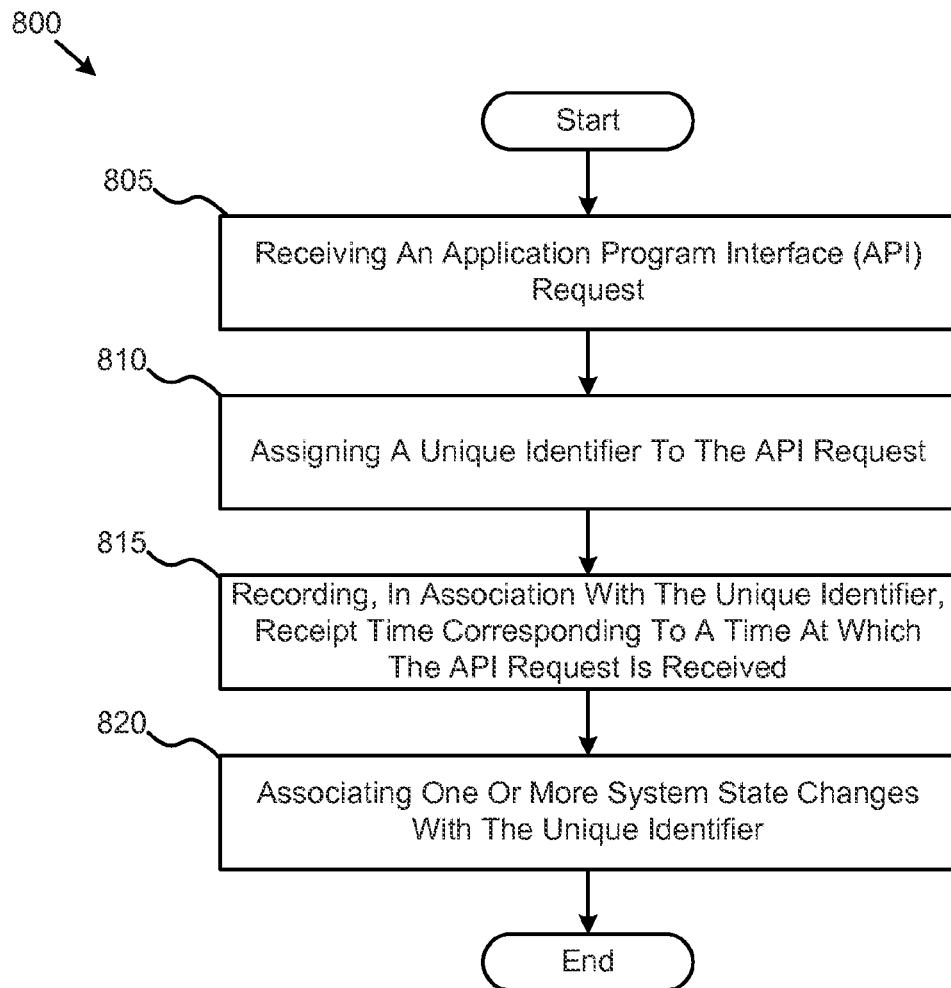 800
Start
805
Receiving An Application Program Interface (API)
Request
810
Assigning A Unique Identifier To The API Request
815
Recording, In Association With The Unique Identifier,
Receipt Time Corresponding To A Time At Which
The API Request Is Received
820
Associating One Or More System State Changes
With The Unique Identifier
End